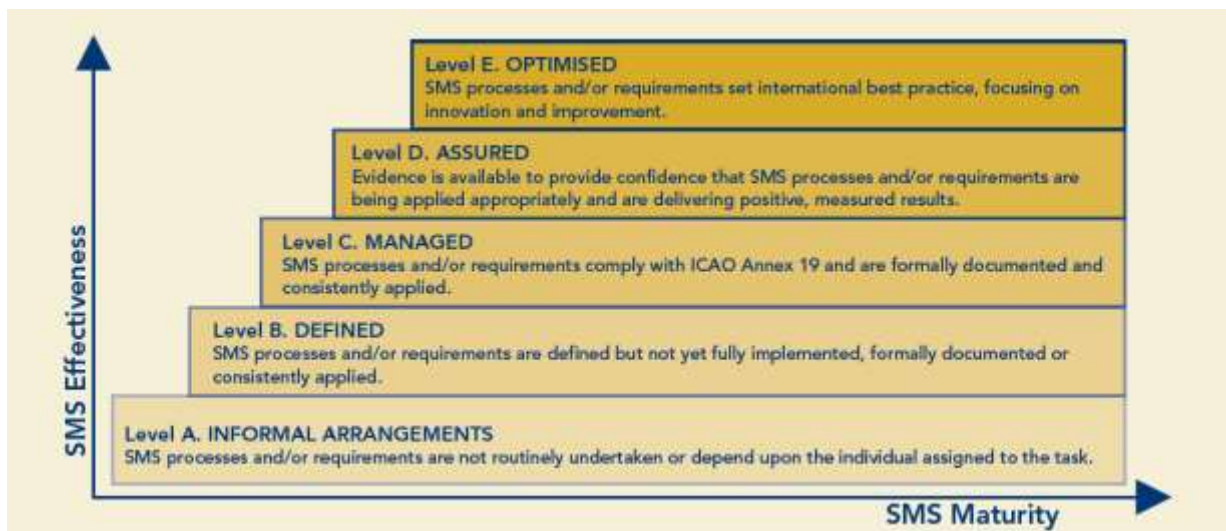 Level E. OPTIMISED
SMS processes and/or requirements set international best practice, focusing on
innovation and improvement.
Level D. ASSURED
Evidence is available to provide confidence that SMS processes and/or requirements are
being applied appropriately and are delivering positive, measured results.
Level C. MANAGED
SMS processes and/or requirements comply with ICAO Annex 19 and are formally documented and
consistently applied.
Level B. DEFINED
SMS processes and/or requirements are defined but not yet fully implemented, formally documented or
consistently applied.
Level A. INFORMAL ARRANGEMENTS
SMS processes and/or requirements are not routinely undertaken or depend upon the individual assigned to the task.
SMS Effectiveness
SMS Maturity